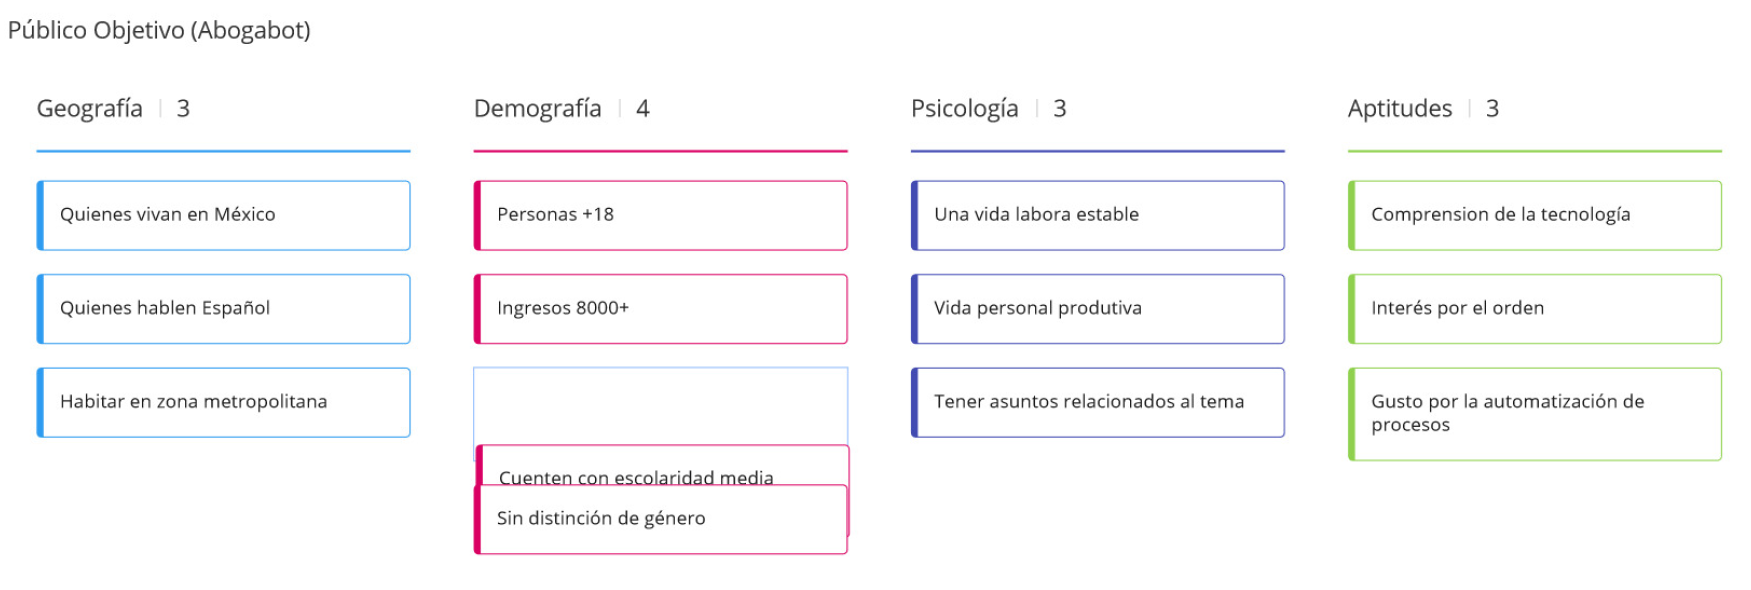 Público Objetivo (Abogabot)
Geografía | 3
Quienes vivan en México
Quienes hablen Español
Habitar en zona metropolitana
Demografía | 4
Personas +18
Ingresos 8000+
Cuenten con escolaridad media
Sin distinción de género
Psicología | 3
Una vida labora estable
Vida personal produtiva
Tener asuntos relacionados al tema
Aptitudes | 3
Comprension de la tecnología
Interés por el orden
Gusto por la automatización de
procesos